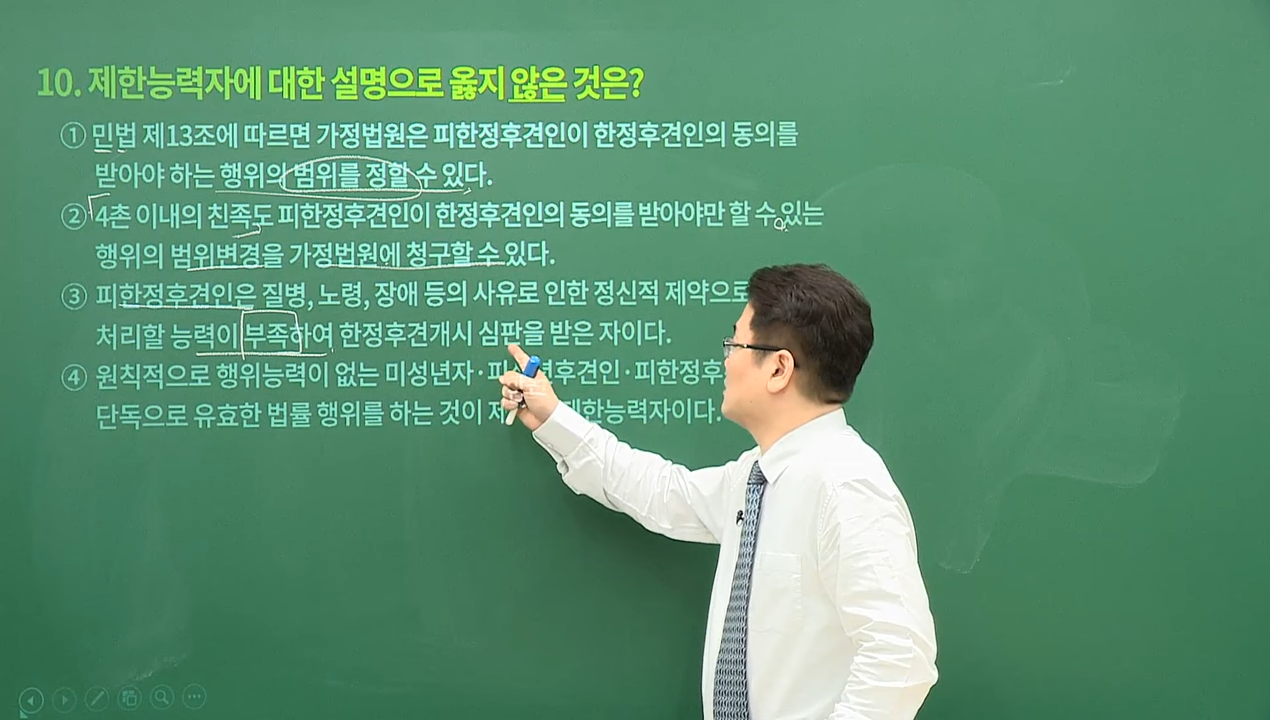 10. 제한능력자에 대한 설명으로 옳지 않은 것은?
① 민법 제13조에 따르면 가정법원은 피한정후견인이 한정후견인의 동의를
받아야 하는 행위의 범위를 정할 수 있다.
② 4촌 이내의 친족도 피한정후견인이 한정후견인의 동의를 받아야만 할 수 있는
행위의 범위변경을 가정법원에 청구할 수 있다.
③ 피한정후견인은 질병, 노령, 장애 등의 사유로 인한 정신적 제약으로
처리할 능력이 부족하여 한정후견개시 심판을 받은 자이다.
④ 원칙적으로 행위능력이 없는 미성년자·피 후견인·피한정후
단독으로 유효한 법률 행위를 하는 것이 제 제한능력자이다.